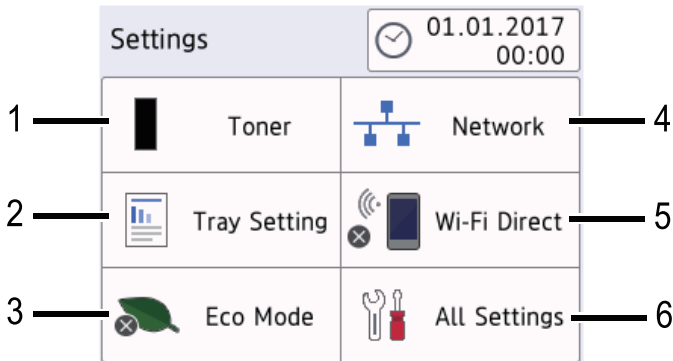 Settings
01.01.2017
00:00
1 Toner
Network 4
2 Tray Setting
Wi-Fi Direct 5
3 Eco Mode
All Settings 6